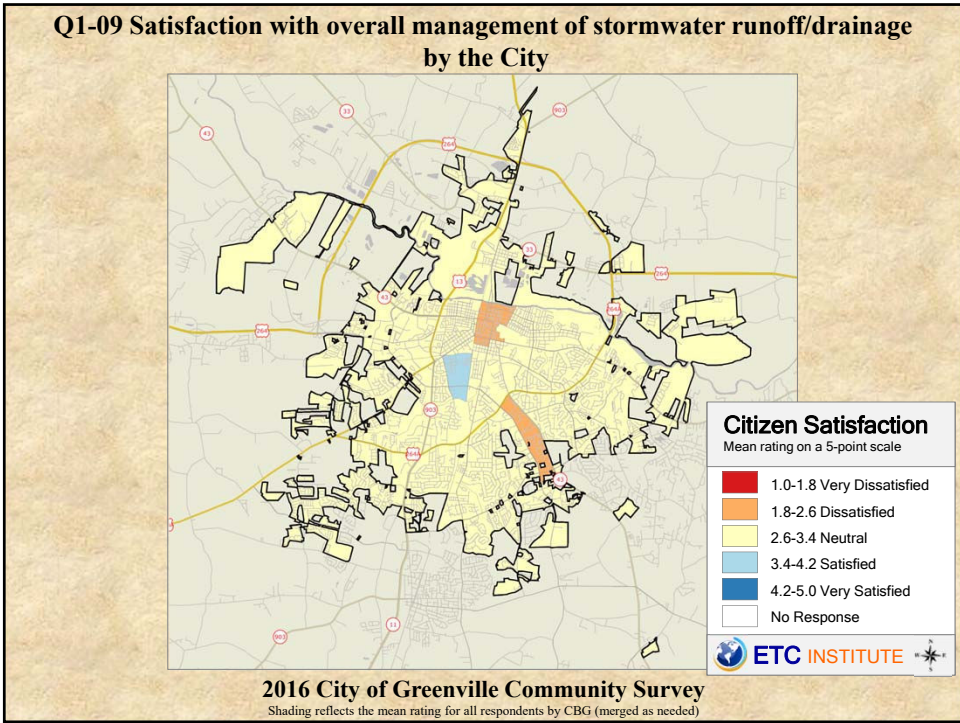 Q1-09 Satisfaction with overall management of stormwater runoff/drainage
by the City
33
903
43
264
33
13
264
43
264A
264
903
264A
43
903
11
Citizen Satisfaction
Mean rating on a 5-point scale
1.0-1.8 Very Dissatisfied
1.8-2.6 Dissatisfied
2.6-3.4 Neutral
3.4-4.2 Satisfied
4.2-5.0 Very Satisfied
No Response
ETC INSTITUTE
N
W
E
S
2016 City of Greenville Community Survey
Shading reflects the mean rating for all respondents by CBG (merged as needed)